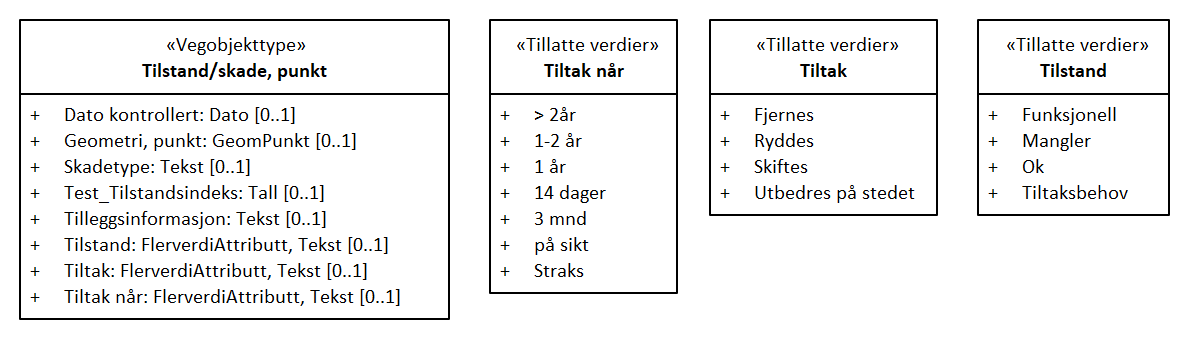 «Vegobjekttype»
Tilstand/skade, punkt
+ Dato kontrollert: Dato [0..1]
+ Geometri, punkt: GeomPunkt [0..1]
+ Skadetype: Tekst [0..1]
+ Test_Tilstandsindeks: Tall [0..1]
+ Tilleggsinformasjon: Tekst [0..1]
+ Tilstand: FlerverdiAttributt, Tekst [0..1]
+ Tiltak: FlerverdiAttributt, Tekst [0..1]
+ Tiltak når: FlerverdiAttributt, Tekst [0..1]
«Tillatte verdier»
Tiltak når
+ > 2år
+ 1-2 år
+ 1 år
+ 14 dager
+ 3 mnd
+ på sikt
+ Straks
«Tillatte verdier»
Tiltak
+ Fjernes
+ Ryddes
+ Skiftes
+ Utbedres på stedet
«Tillatte verdier»
Tilstand
+ Funksjonell
+ Mangler
+ Ok
+ Tiltaksbehov